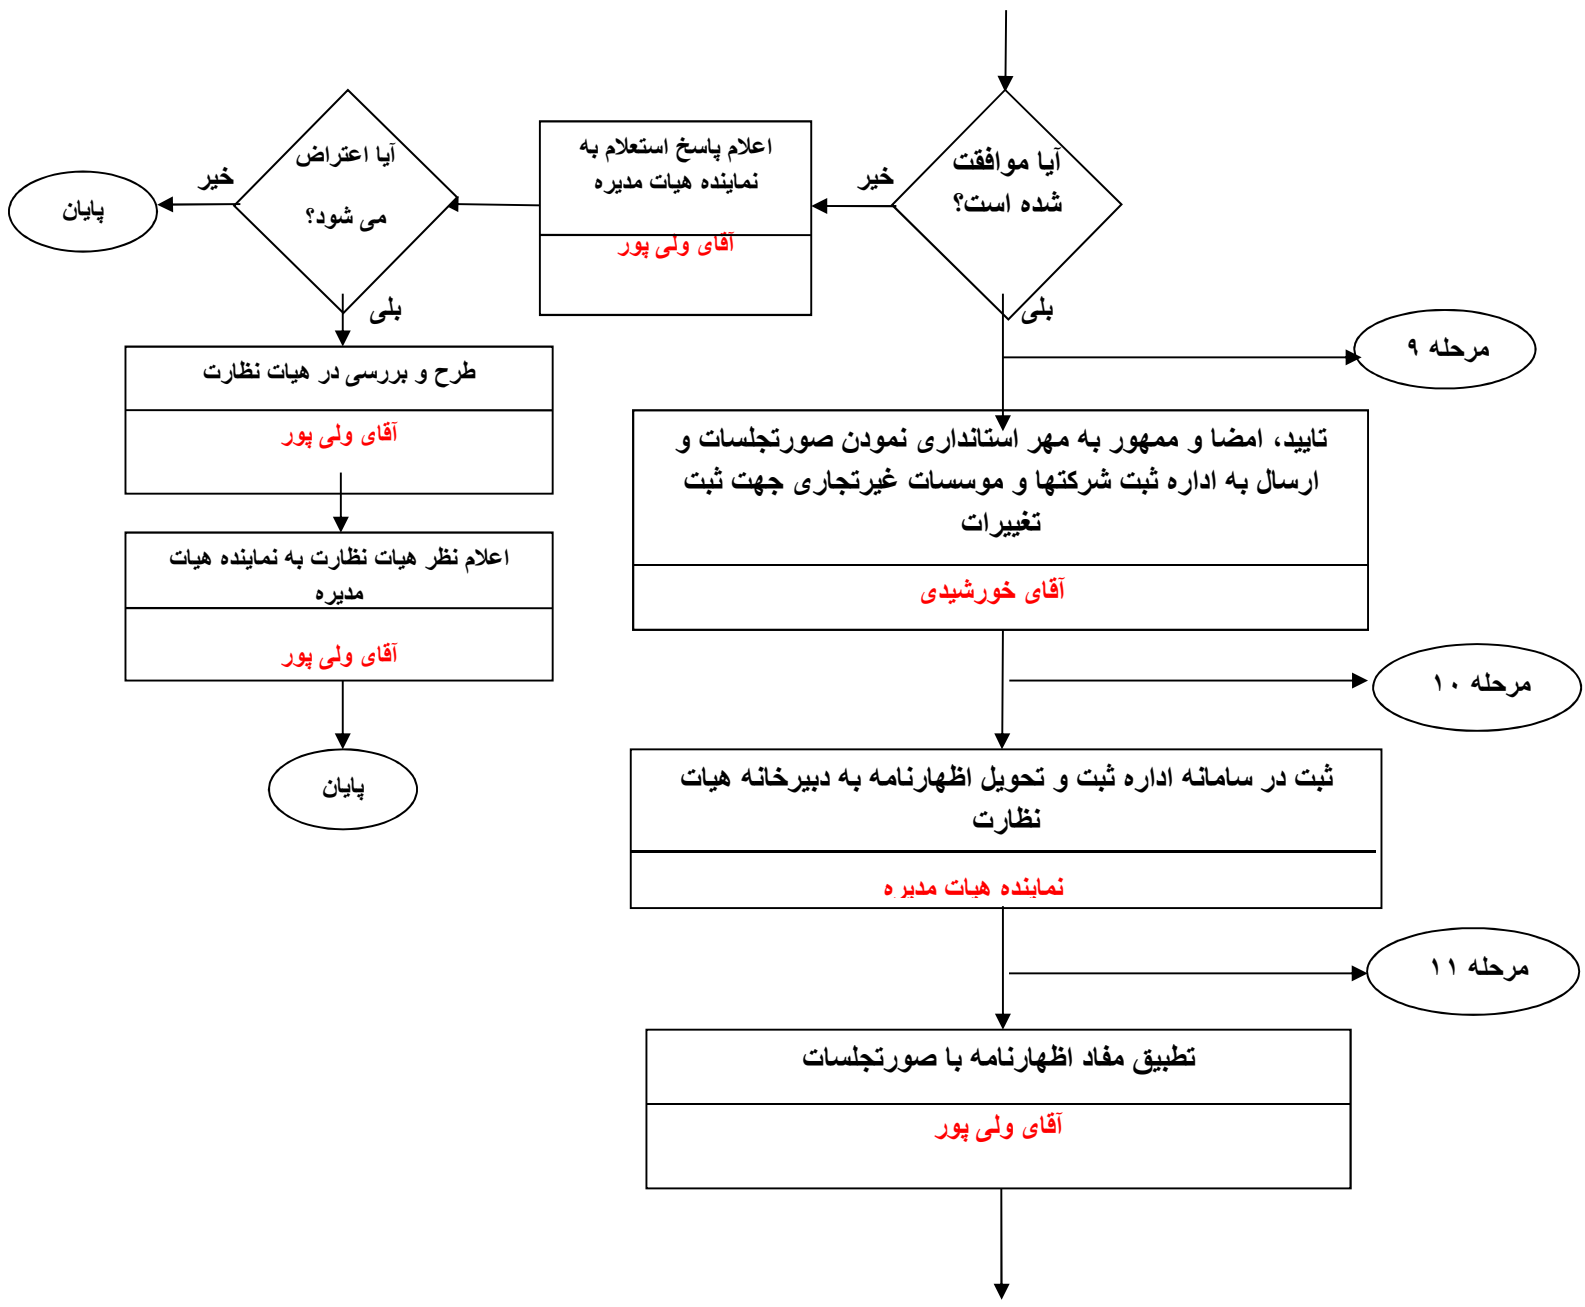 آیا موافقت
شده است؟
خیر
اعلام پاسخ استعلام به
نماینده هیات مدیره
آقای ولی پور
آیا اعتراض
می شود؟
خیر
پایان
بلی
طرح و بررسی در هیات نظارت
آقای ولی پور
اعلام نظر هیات نظارت به نماینده هیات
مدیره
آقای ولی پور
پایان
بلی
مرحله ۹
تایید، امضا و ممهور به مهر استانداری نمودن صورتجلسات و
ارسال به اداره ثبت شرکتها و موسسات غیرتجاری جهت ثبت
تغییرات
آقای خورشیدی
مرحله ۱۰
ثبت در سامانه اداره ثبت و تحویل اظهارنامه به دبیرخانه هیات
نظارت
نماینده هیات مدیره
مرحله ۱۱
تطبیق مفاد اظهارنامه با صورتجلسات
آقای ولی پور